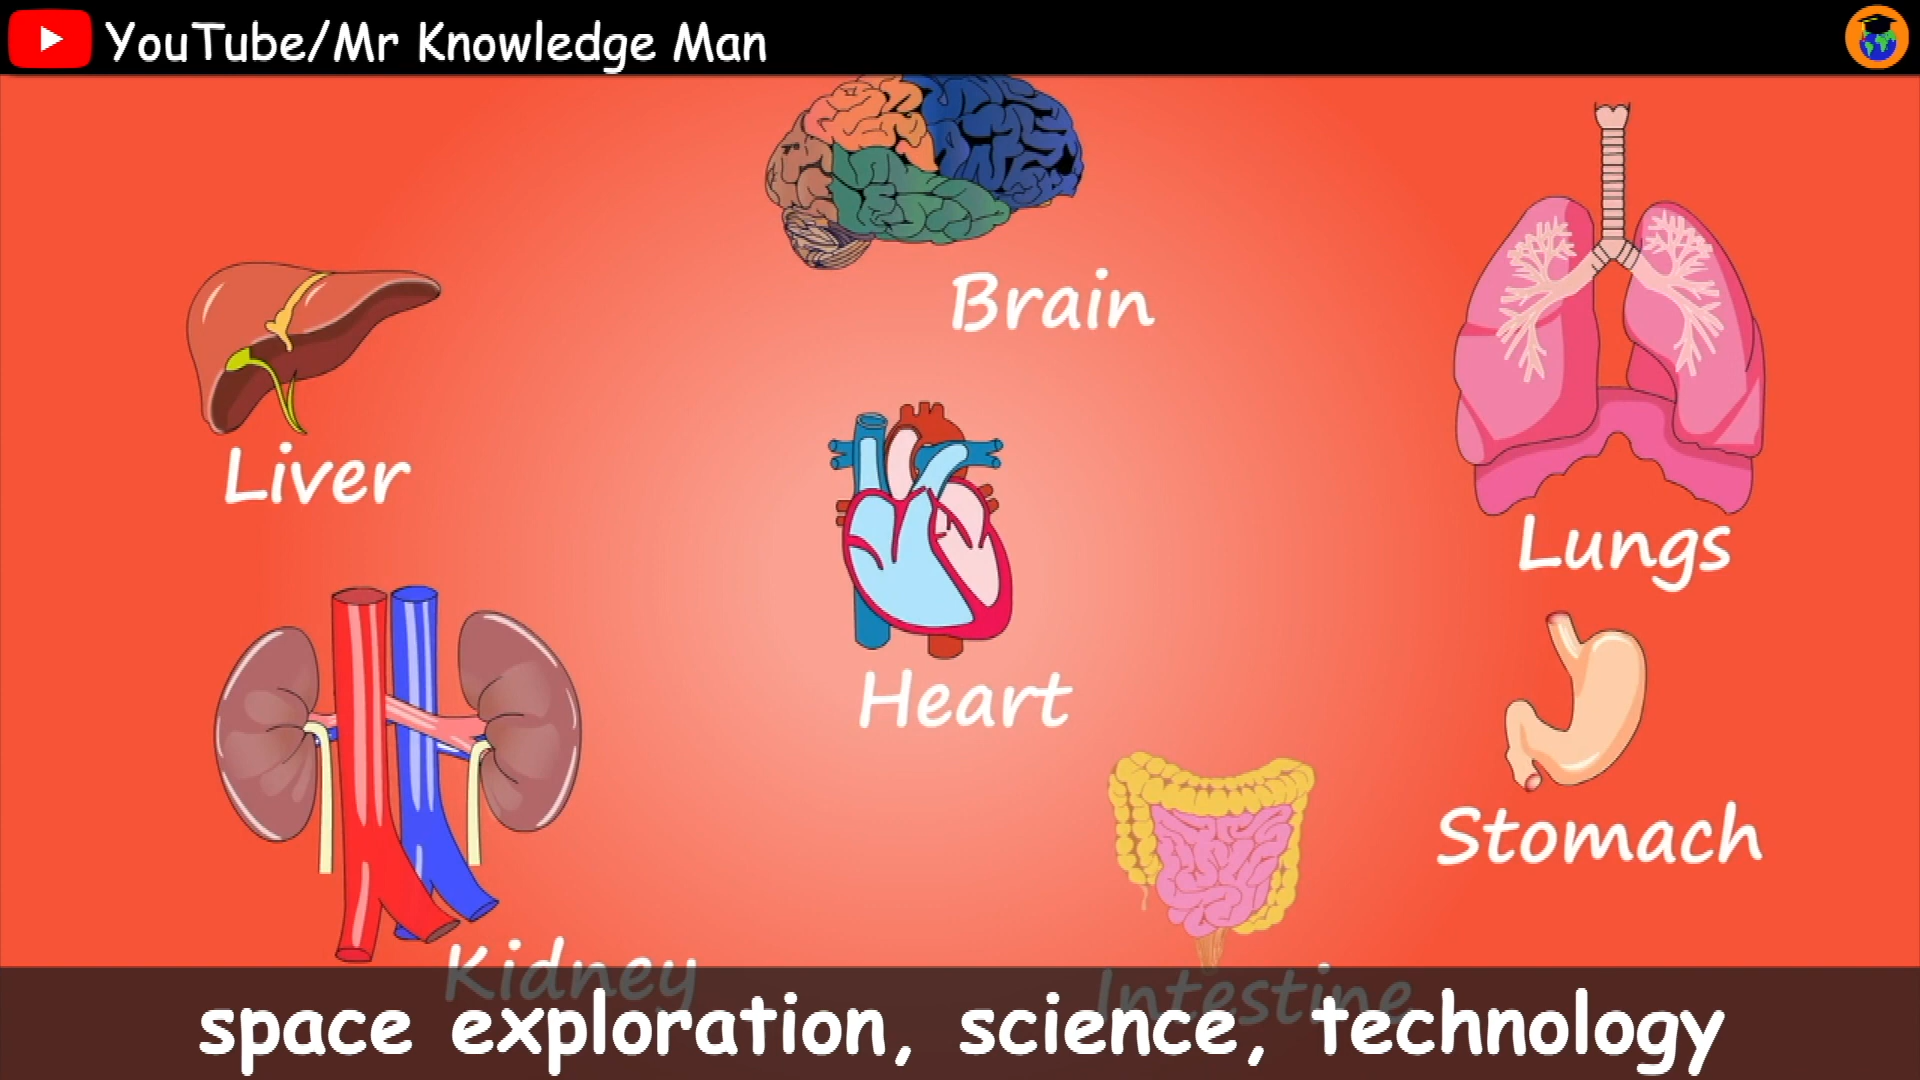 YouTube/Mr Knowledge Man
Brain
Liver
Lungs
Heart
Stomach
Kidney
Intestine
space exploration, science, technology